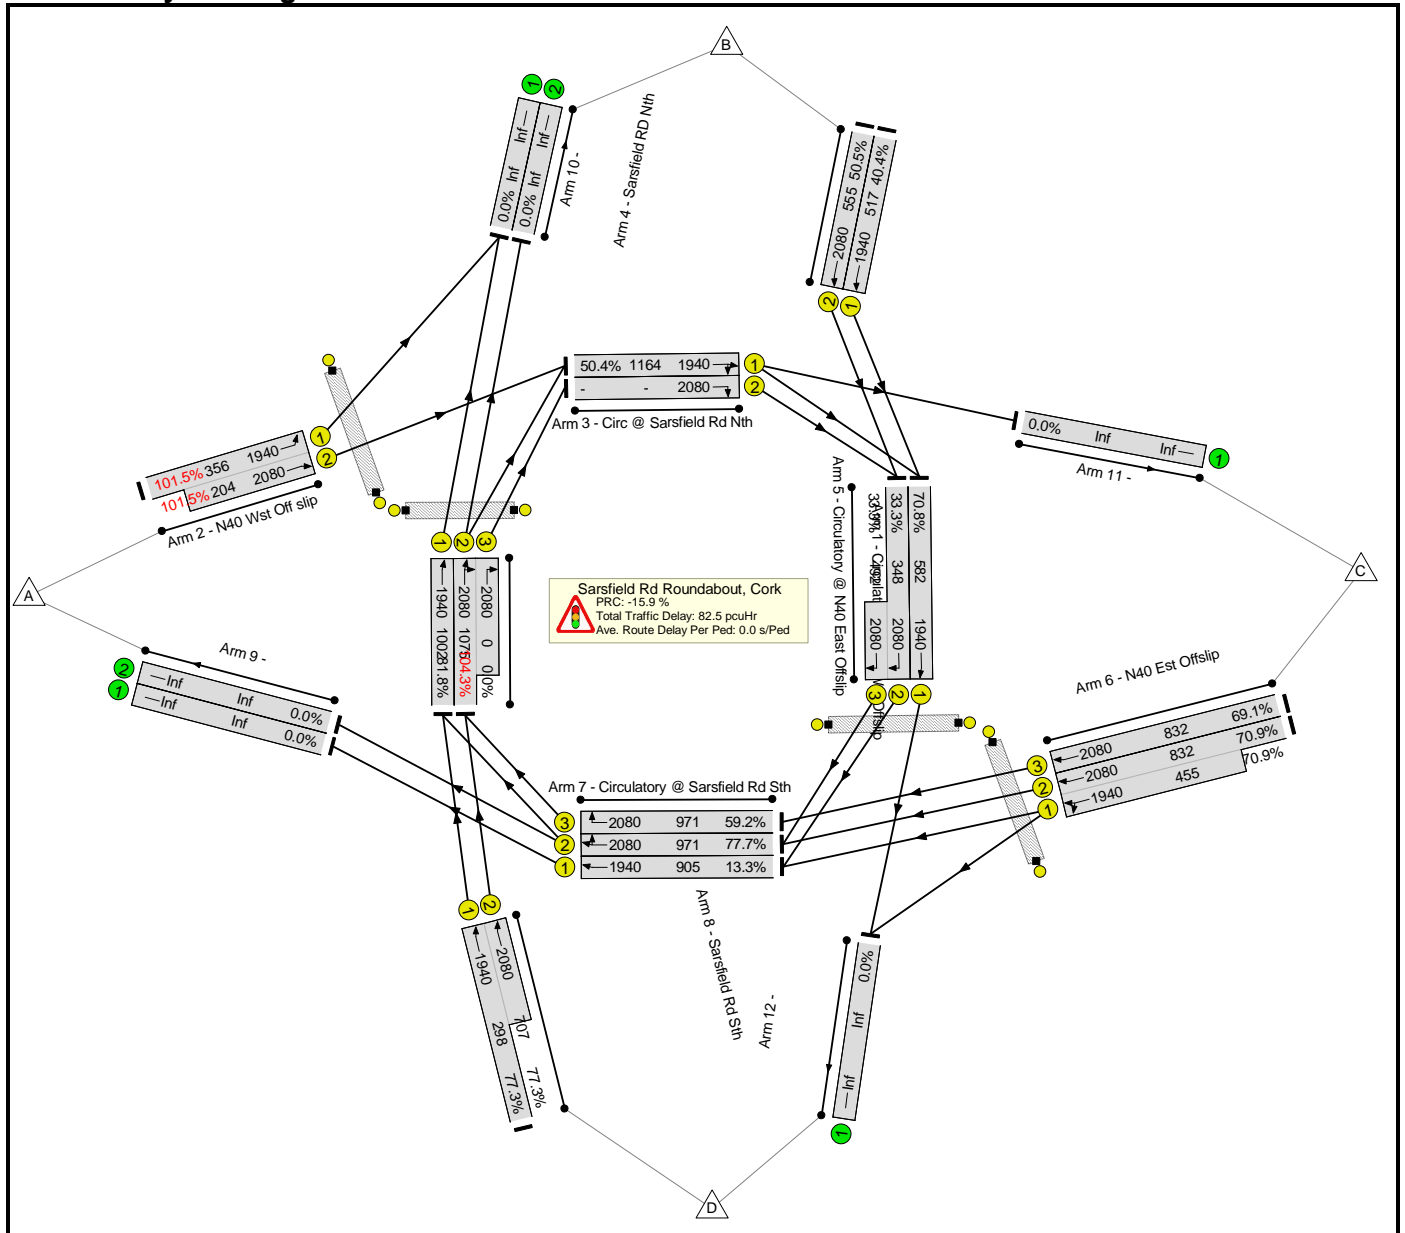 B
1
2
Inf
Inf
0.0%
Inf
Inf
0.0%
Arm 10 -
Arm 4 - Sarsfield RD Nth
2080 555 50.5%
1940 517 40.4%
2
1
50.4% 1164 1940
- - 2080
1
2
Arm 3 - Circ @ Sarsfield Rd Nth
0.0% Inf Inf
1
Arm 11 -
101.5% 356 1940
101.5% 204 2080
1
2
Arm 2 - N40 Wst Off slip
Arm 5 - Circulatory @ N40 East Offslip
33.3% 348 2080
70.8% 582 1940
2080
3
2
1
1
2
3
1940 1002 81.8%
2080 1075 104.3%
2080 0 0.0%
Sarsfield Rd Roundabout, Cork
PRC: -15.9 %
Total Traffic Delay: 82.5 pcuHr
Ave. Route Delay Per Ped: 0.0 s/Ped
A
C
Arm 9 -
2
1
Inf Inf 0.0%
Inf Inf 0.0%
Arm 6 - N40 Est Offslip
3
2
1
2080 832 69.1%
2080 832 70.9%
1940 455 70.9%
Arm 7 - Circulatory @ Sarsfield Rd Sth
3
2
1
2080 971 59.2%
2080 971 77.7%
1940 905 13.3%
Arm 8 - Sarsfield Rd Sth
Arm 12 -
1
2
1940 298 77.3%
2080 707 77.3%
0.0% Inf Inf
1
D